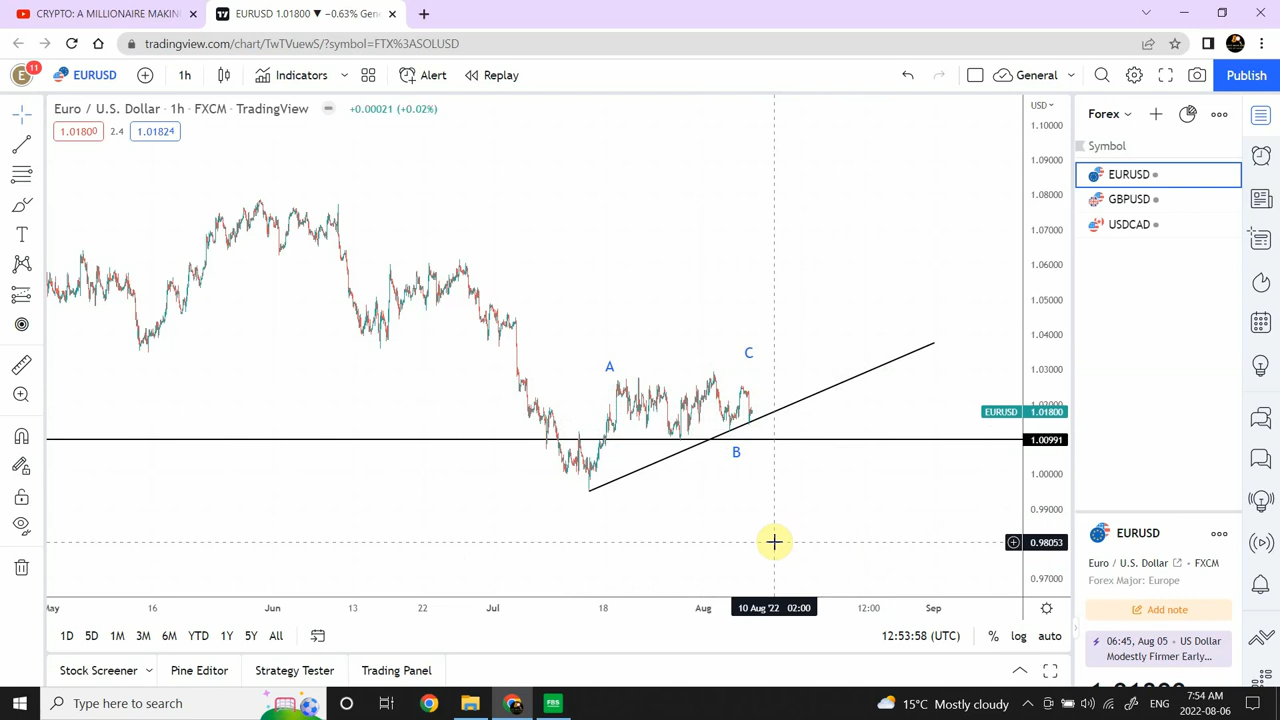 CRYPTO: A MILLIONAIRE MAKIN
EURUSD 1.01800 ▼ −0.63% Gene
tradingview.com/chart/TwTVuewS/?symbol=FTX%3ASOLUSD
E 11 EURUSD 1h Indicators Alert Replay General Publish
Euro / U.S. Dollar · 1h · FXCM · TradingView +0.00021 (+0.02%)
1.01800 2.4 1.01824
USD
1.10000
1.09000
1.08000
1.07000
1.06000
1.05000
1.04000
1.03000
1.02000
EURUSD 1.01800
1.00991
1.00000
0.99000
0.98053
0.97000
A
C
B
May 16 Jun 13 22 Jul 18 Aug 10 Aug '22 02:00 12:00 Sep
1D 5D 1M 3M 6M YTD 1Y 5Y All 12:53:58 (UTC) % log auto
Stock Screener Pine Editor Strategy Tester Trading Panel
Forex
Symbol
EURUSD
GBPUSD
USDCAD
EURUSD
Euro / U.S. Dollar · FXCM
Forex Major: Europe
Add note
06:45, Aug 05 · US Dollar
Modestly Firmer Early...
Type here to search
FBS
15°C Mostly cloudy ENG
7:54 AM
2022-08-06